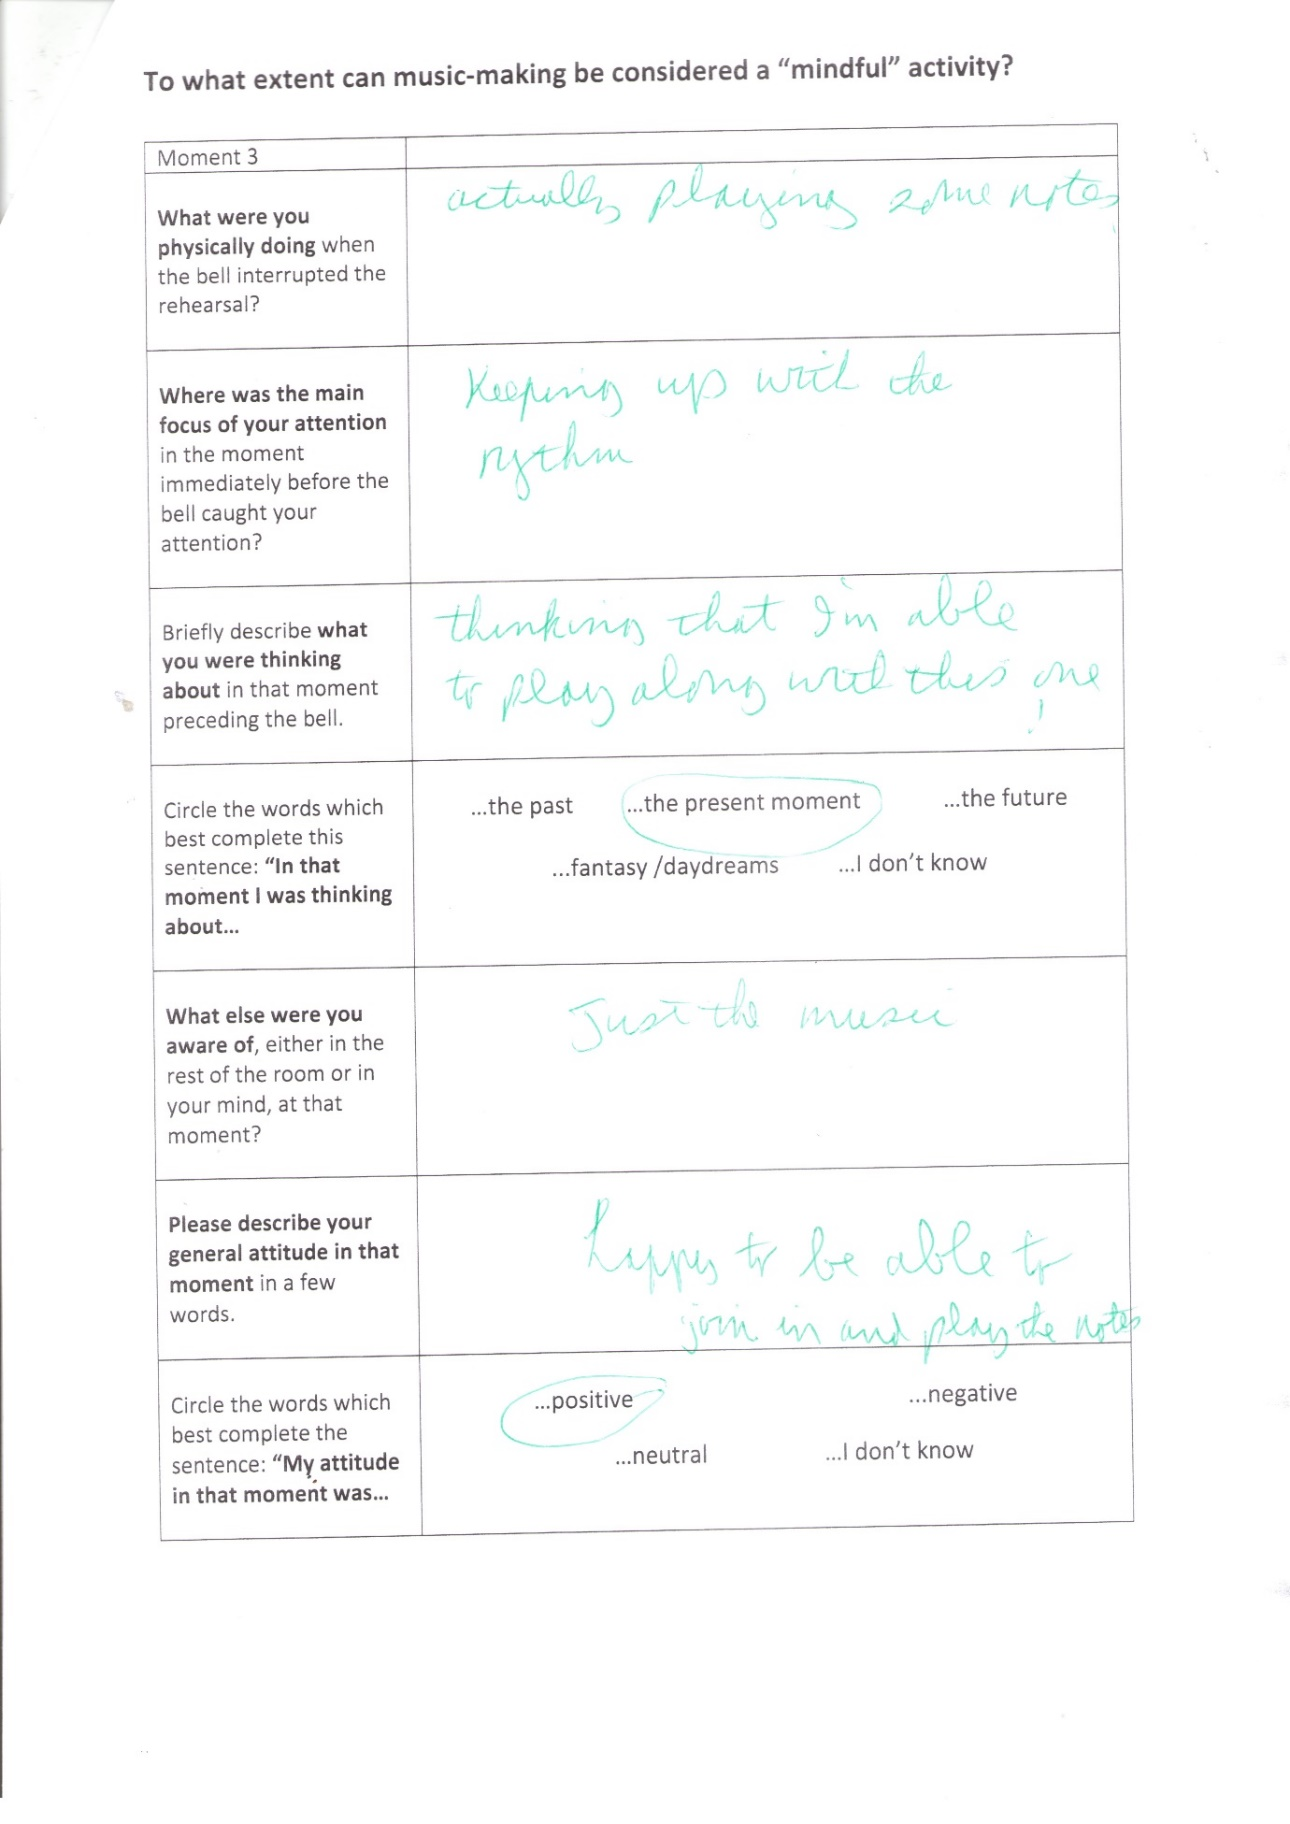 To what extent can music-making be considered a “mindful” activity?
Moment 3
What were you
physically doing when
the bell interrupted the
rehearsal?
actually playing some notes
Where was the main
focus of your attention
in the moment
immediately before the
bell caught your
attention?
Keeping up with the
rythm
Briefly describe what
you were thinking
about in that moment
preceding the bell.
thinking that I'm able
to play along with this one
!
Circle the words which
best complete this
sentence: “In that
moment I was thinking
about...
...the past ...the present moment ...the future
...fantasy /daydreams ...I don’t know
What else were you
aware of, either in the
rest of the room or in
your mind, at that
moment?
Just the music
Please describe your
general attitude in that
moment in a few
words.
happy to be able to
join in and play the notes
Circle the words which
best complete the
sentence: “My attitude
in that moment was...
...positive ...negative
...neutral ...I don’t know